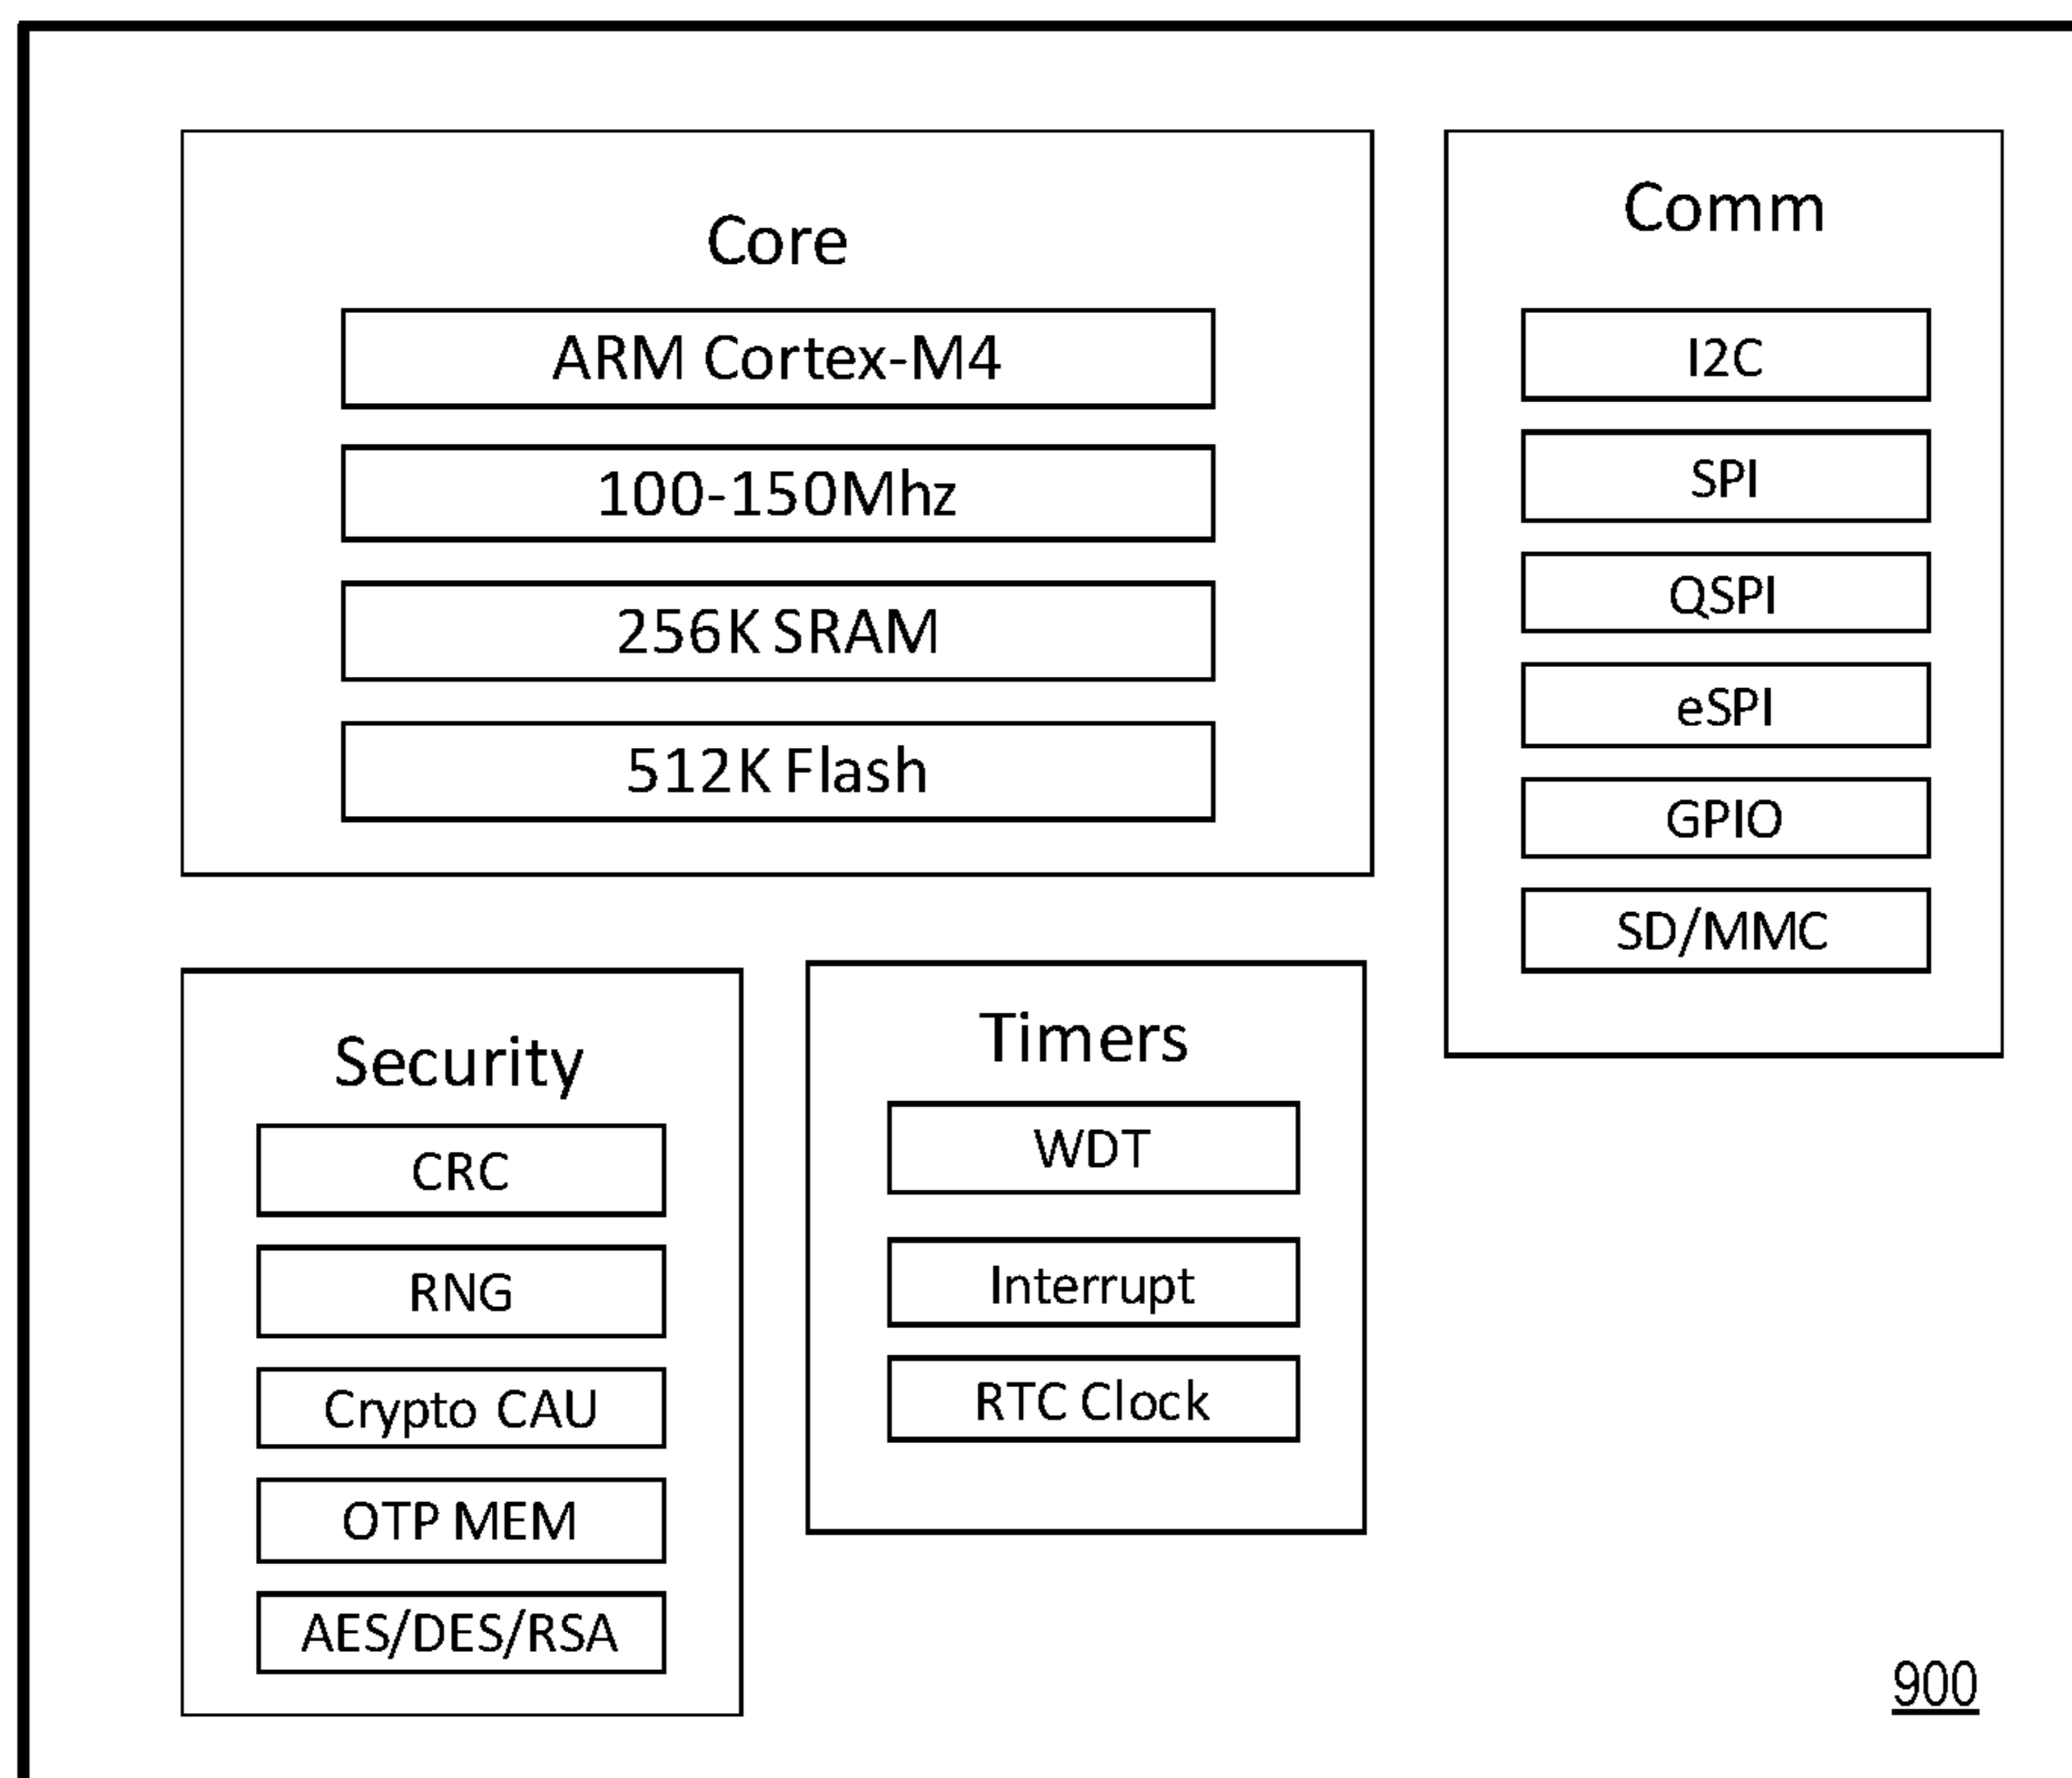 Core
ARM Cortex-M4
100-150Mhz
256K SRAM
512K Flash
Comm
I2C
SPI
QSPI
eSPI
GPIO
SD/MMC
Security
CRC
RNG
Crypto CAU
OTP MEM
AES/DES/RSA
Timers
WDT
Interrupt
RTC Clock
900